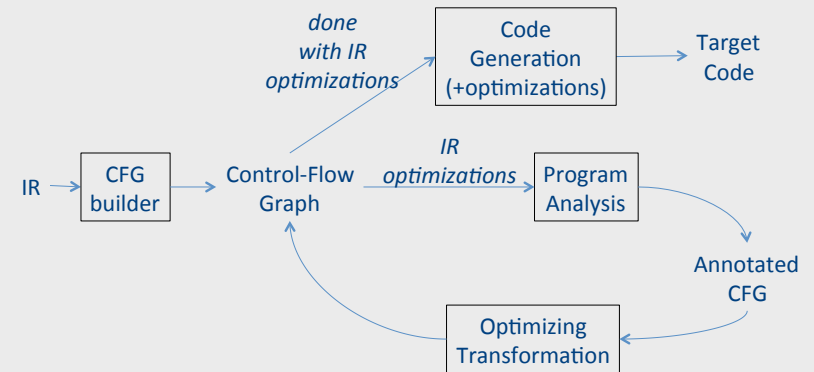 done
with IR
optimizations
Code
Generation
(+optimizations)
Target
Code
IR
CFG
builder
Control-Flow
Graph
IR
optimizations
Program
Analysis
Annotated
CFG
Optimizing
Transformation